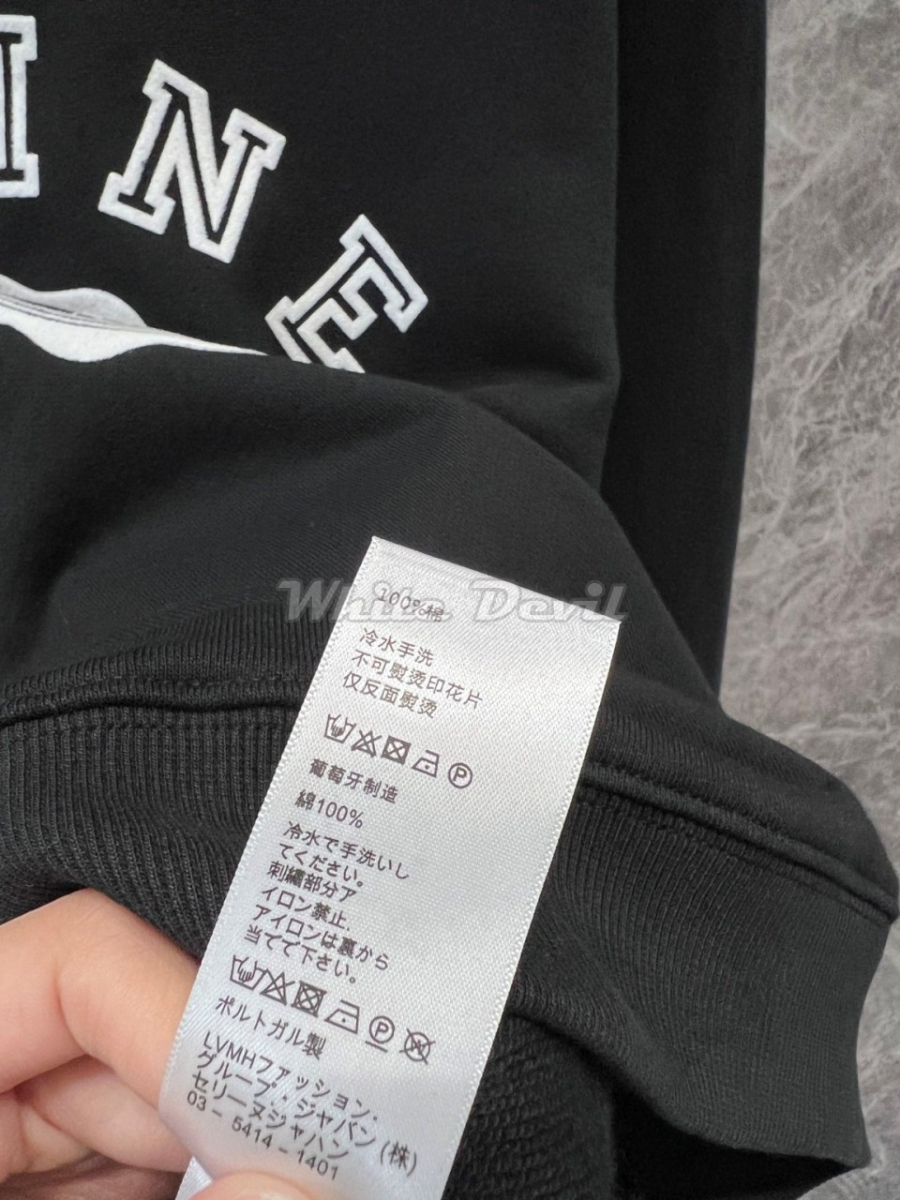 INE
White Devil
100%棉
冷水手洗
不可熨烫印花片
仅反面熨烫
P
葡萄牙制造
綿100%
冷水で手洗いし
てください。
刺繍部分ア
イロン禁止.
アイロンは裏から
当てて下さい。
P
ポルトガル製
LVMHファッション・
グループ・ジャパン(株)
セリーヌジャパン
03-5414-1401